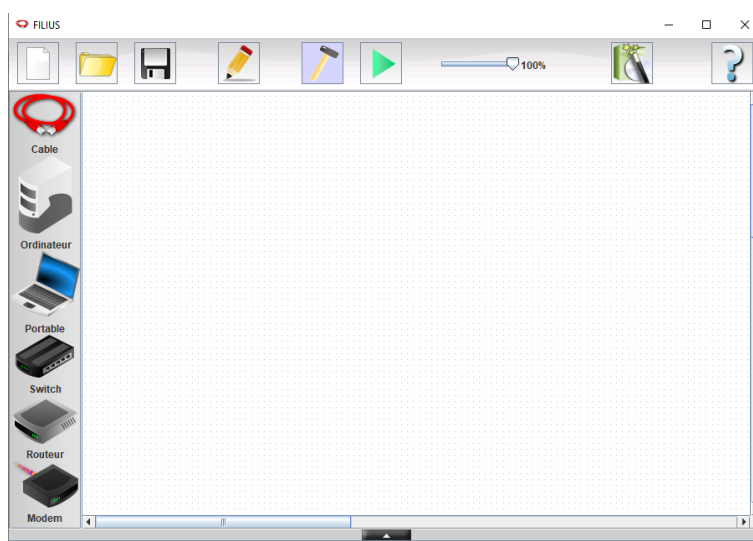 FILIUS
100%
Cable
Ordinateur
Portable
Switch
Routeur
Modem